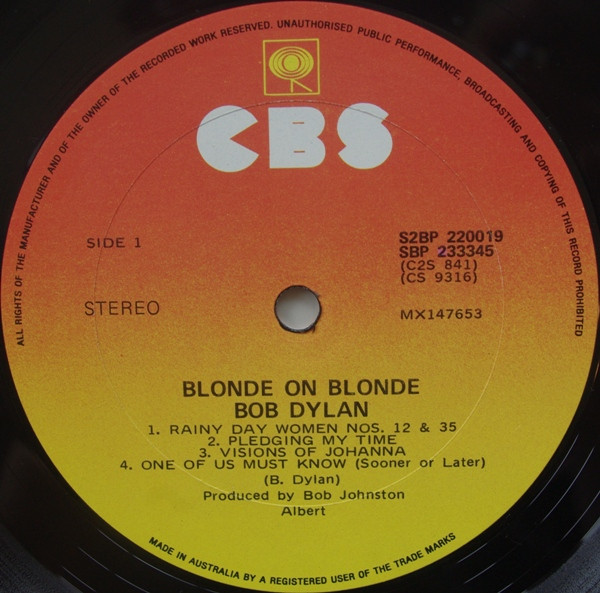 ALL RIGHTS OF THE MANUFACTURER AND OF THE OWNER OF THE RECORDED WORK RESERVED. UNAUTHORISED PUBLIC PERFORMANCE, BROADCASTING AND COPYING OF THIS RECORD PROHIBITED
CBS
SIDE 1
S2BP 220019
SBP 233345
(C2S 841)
(CS 9316)
STEREO
MX147653
BLONDE ON BLONDE
BOB DYLAN
1. RAINY DAY WOMEN NOS. 12 & 35
2. PLEDGING MY TIME
3. VISIONS OF JOHANNA
4. ONE OF US MUST KNOW (Sooner or Later)
(B. Dylan)
Produced by Bob Johnston
Albert
MADE IN AUSTRALIA BY A REGISTERED USER OF THE TRADE MARKS